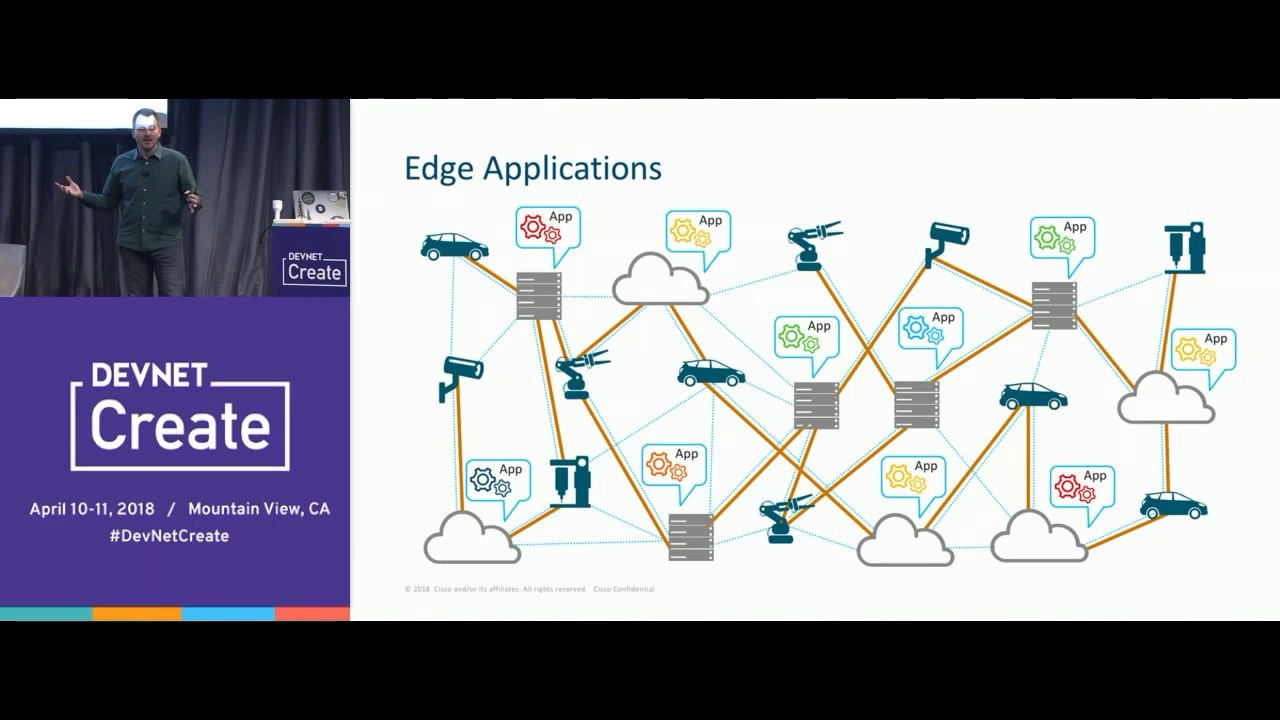 DEVNET
Create
DEVNET
Create
April 10-11, 2018 / Mountain View, CA
#DevNetCreate
Edge Applications
App
App
App
App
App
App
App
App
App
App
© 2018 Cisco and/or its affiliates. All rights reserved. Cisco Confidential